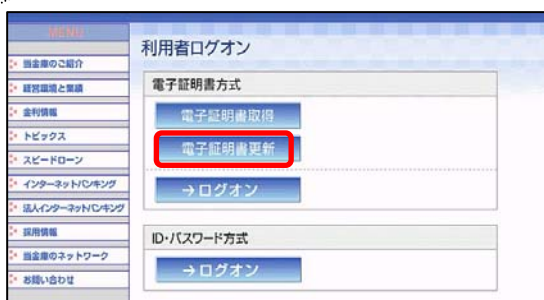 MENU
当金庫のご紹介
経営環境と業績
金利情報
トピックス
スピードローン
インターネットバンキング
法人インターネットバンキング
採用情報
当金庫のネットワーク
お問い合わせ
利用者ログオン
電子証明書方式
電子証明書取得
電子証明書更新
→ログオン
ID・パスワード方式
→ログオン